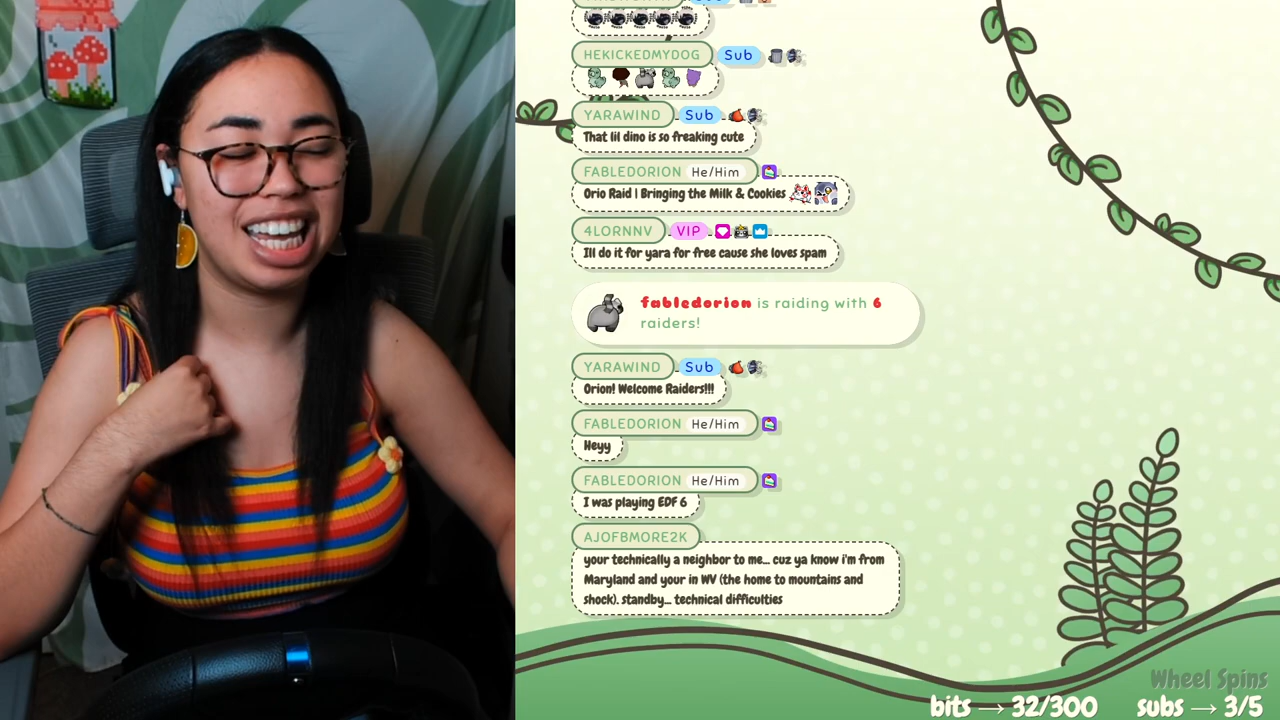 HEKICKEDMYDOG Sub
YARAWIND Sub
That lil dino is so freaking cute
FABLEDORION He/Him
Orio Raid | Bringing the Milk & Cookies
4LORNNV VIP
Ill do it for yara for free cause she loves spam
fabledorion is raiding with 6
raiders!
YARAWIND Sub
Orion! Welcome Raiders!!!
FABLEDORION He/Him
Heyy
FABLEDORION He/Him
I was playing EDF 6
AJOFBMORE2K
your technically a neighbor to me... cuz ya know i'm from
Maryland and your in WV (the home to mountains and
shock). standby... technical difficulties
Wheel Spins
bits → 32/300 subs → 3/5